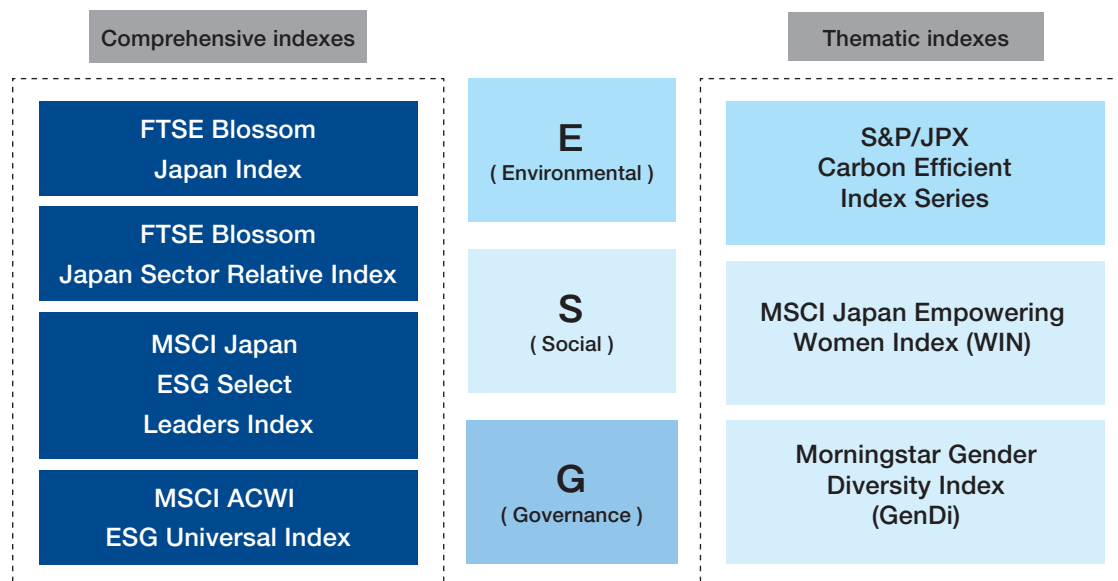 Comprehensive indexes
FTSE Blossom
Japan Index
FTSE Blossom
Japan Sector Relative Index
MSCI Japan
ESG Select
Leaders Index
MSCI ACWI
ESG Universal Index
E
( Environmental )
S
( Social )
G
( Governance )
Thematic indexes
S&P/JPX
Carbon Efficient
Index Series
MSCI Japan Empowering
Women Index (WIN)
Morningstar Gender
Diversity Index
(GenDi)